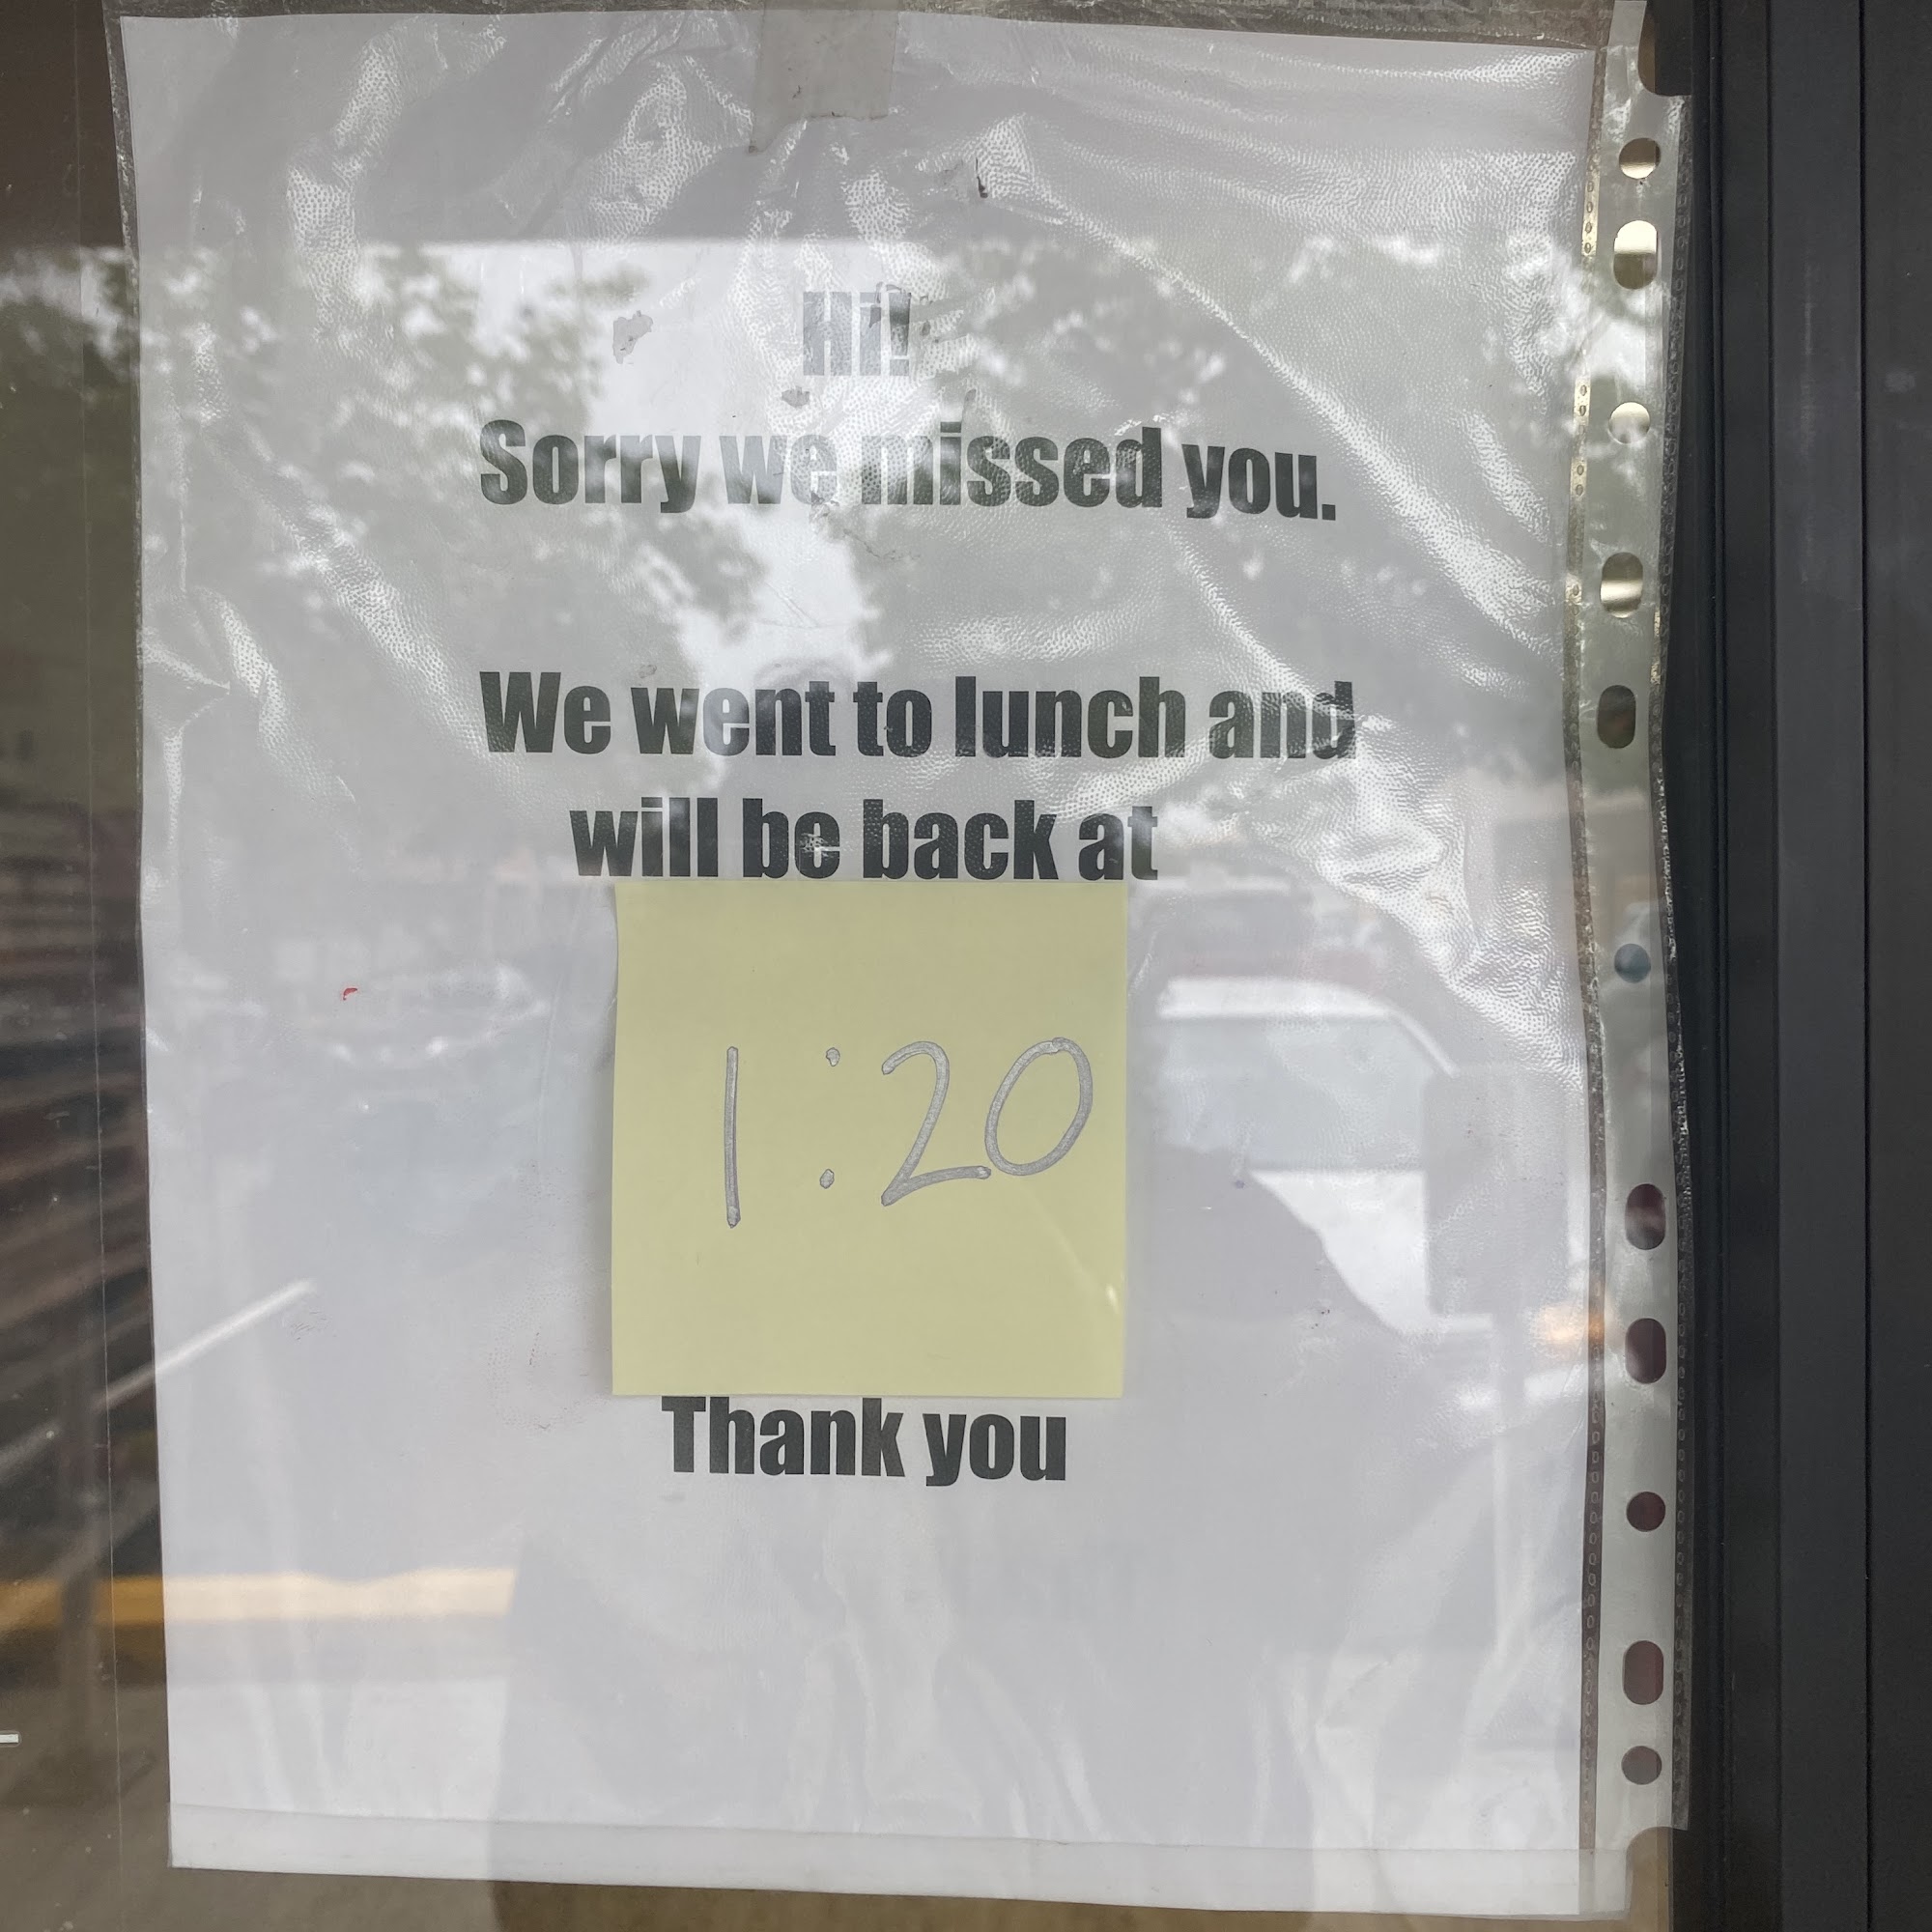 Hi!
Sorry we missed you.
We went to lunch and
will be back at
1:20
Thank you